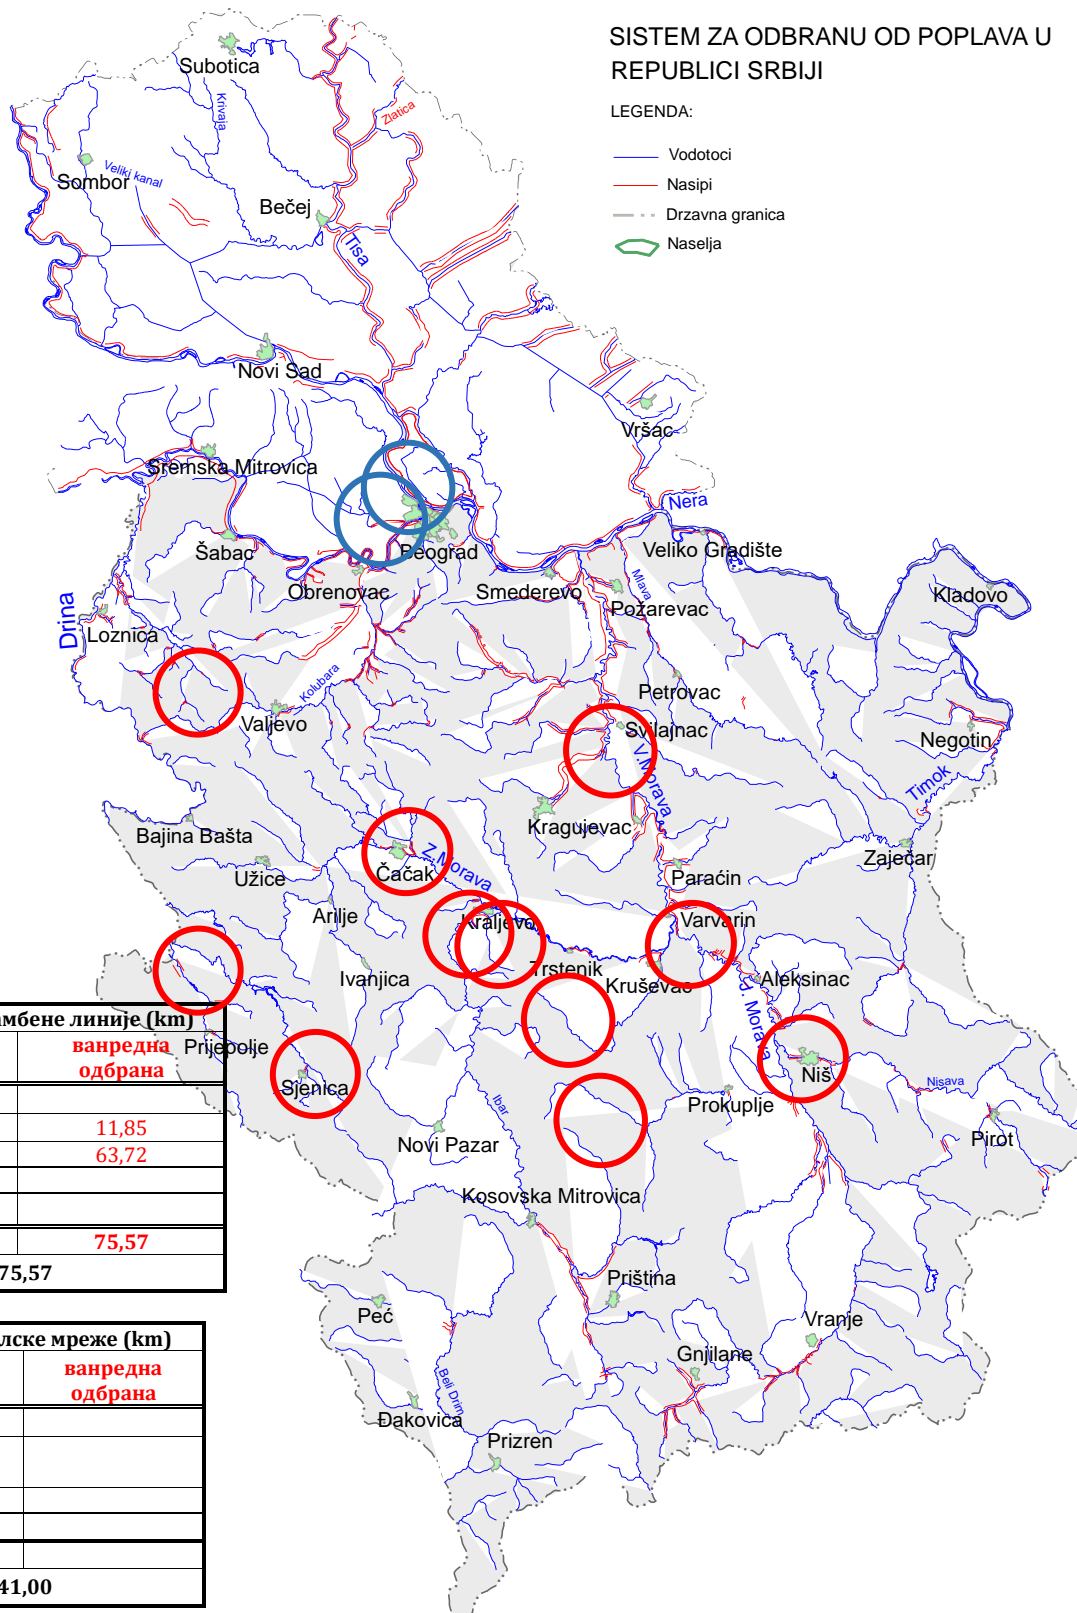 SISTEM ZA ODBRANU OD POPLAVA U
REPUBLICI SRBIJI
LEGENDA:
Vodotoci
Nasipi
Drzavna granica
Naselja
Subotica
Krivaja
Zlatica
Sombor
Veliki kanal
Bečej
Tisa
Novi Sad
Vršac
Sremska Mitrovica
Nera
Šabac
Beograd
Veliko Gradište
Obrenovac
Smederevo
Mlava
Požarevac
Kladovo
Drina
Loznica
Kolubara
Petrovac
Valjevo
Svilajnac
Negotin
V.Morava
Timok
Bajina Bašta
Kragujevac
Zaječar
Z.Morava
Užice
Čačak
Paraćin
Arilje
Kraljevo
Varvarin
Ivanjica
Trstenik
Kruševac
Aleksinac
J. Morava
Prijepolje
Sjenica
Niš
Nisava
Ibar
Prokuplje
Novi Pazar
Pirot
Kosovska Mitrovica
Priština
Peć
Vranje
Gnjilane
Beli Drim
Đakovica
Prizren
амбене линије (km)
ванредна
одбрана
11,85
63,72
75,57
75,57
лске мреже (km)
ванредна
одбрана
41,00